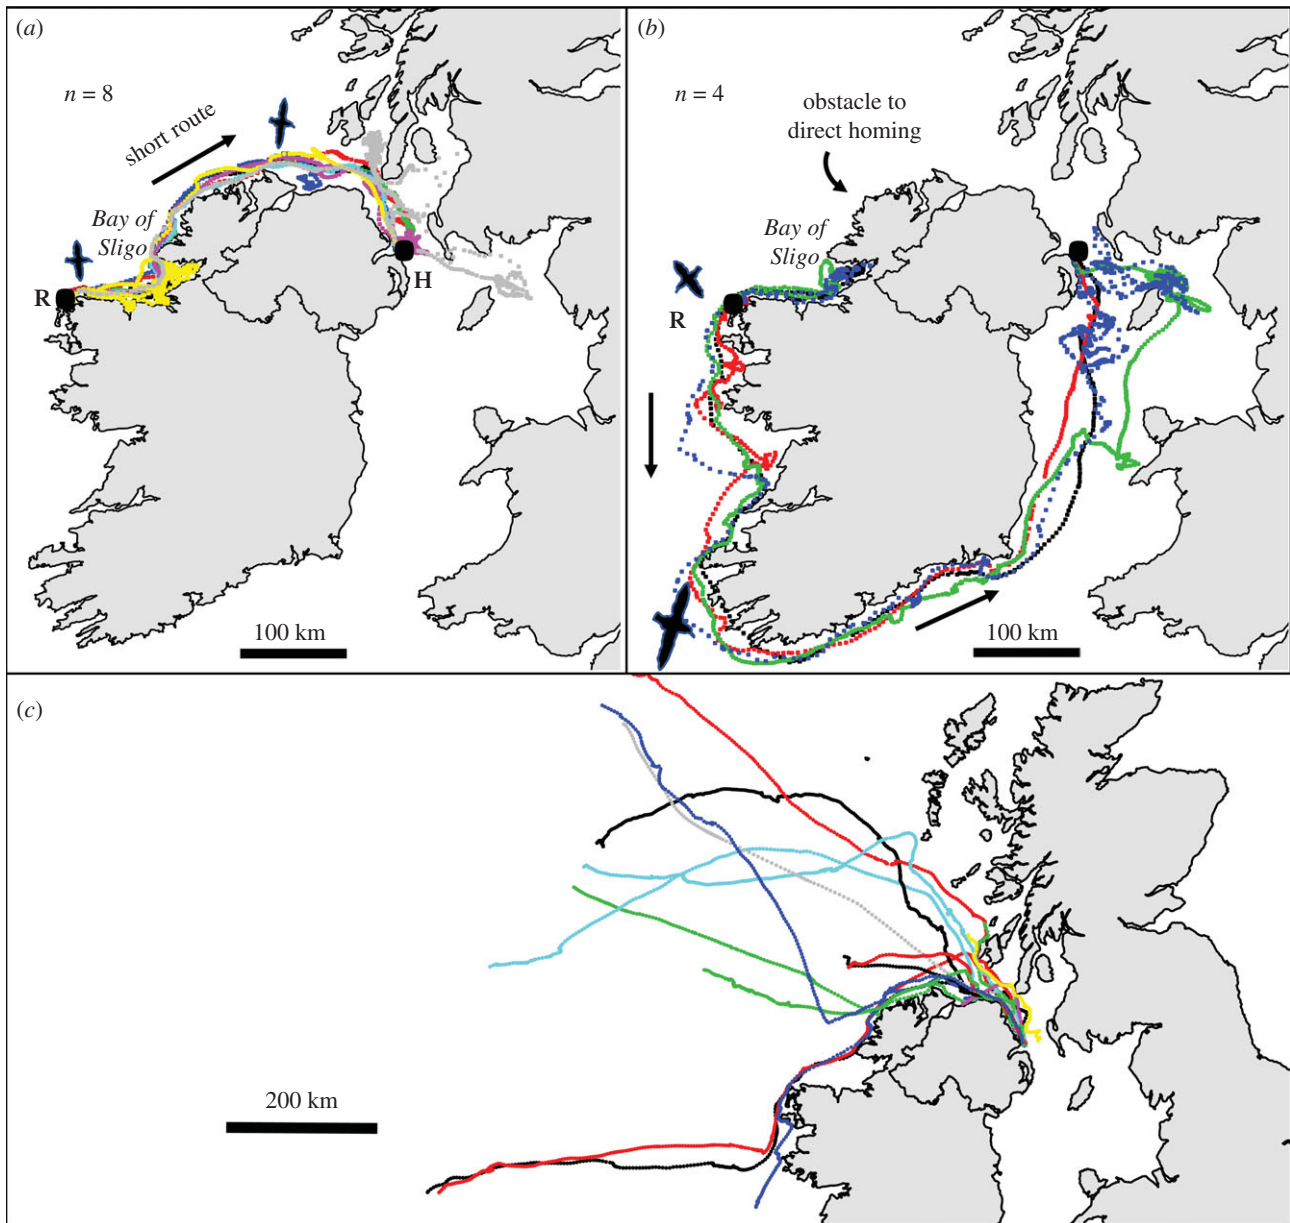 (a)
n = 8
short route
Bay of
Sligo
R
H
100 km
(b)
n = 4
obstacle to
direct homing
Bay of
Sligo
R
100 km
(c)
200 km